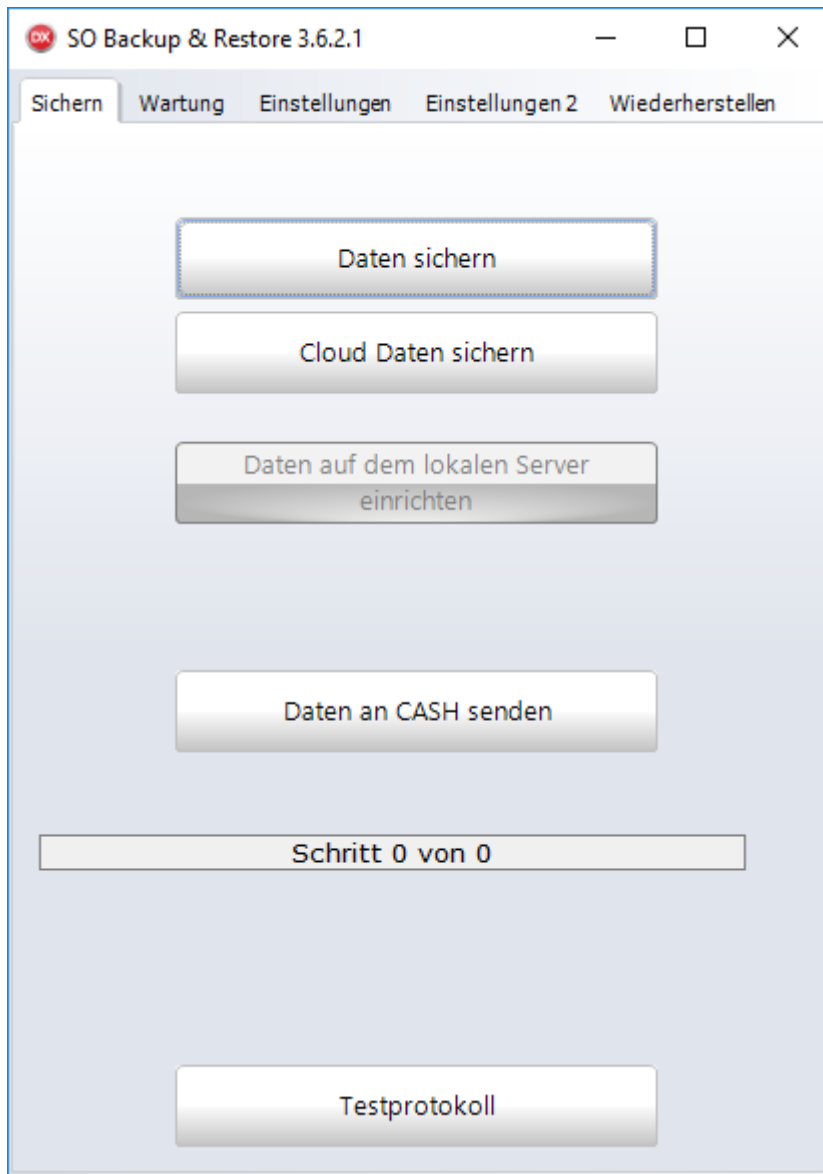 DX SO Backup & Restore 3.6.2.1
Sichern Wartung Einstellungen Einstellungen 2 Wiederherstellen
Daten sichern
Cloud Daten sichern
Daten auf dem lokalen Server
einrichten
Daten an CASH senden
Schritt 0 von 0
Testprotokoll